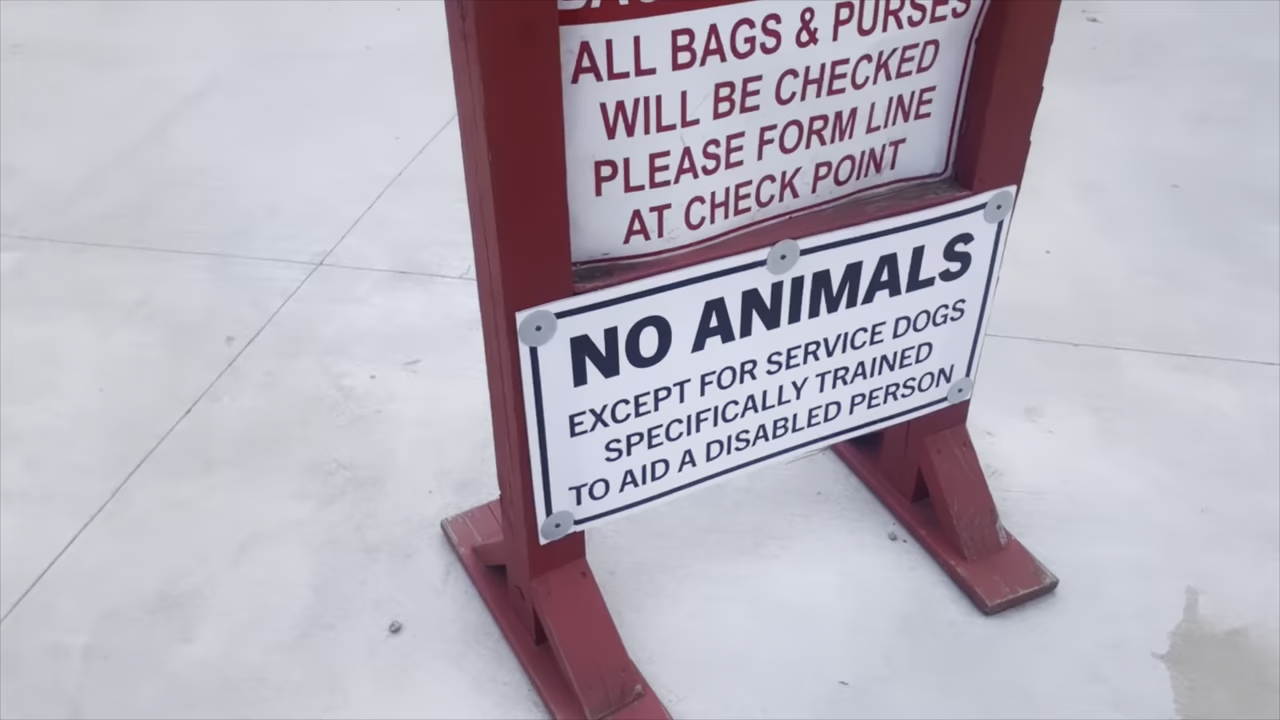 ALL BAGS & PURSES
WILL BE CHECKED
PLEASE FORM LINE
AT CHECK POINT
NO ANIMALS
EXCEPT FOR SERVICE DOGS
SPECIFICALLY TRAINED
TO AID A DISABLED PERSON